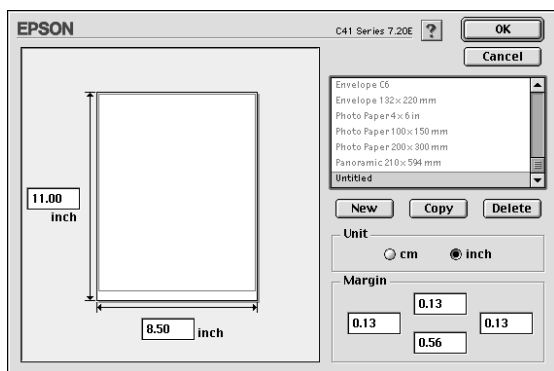 EPSON
C41 Series 7.20E
?
OK
Cancel
Envelope C6
Envelope 132×220 mm
Photo Paper 4×6 in
Photo Paper 100×150 mm
Photo Paper 200×300 mm
Panoramic 210×594 mm
Untitled
New Copy Delete
11.00
inch
8.50 inch
Unit
cm inch
Margin
0.13
0.13 0.13
0.56